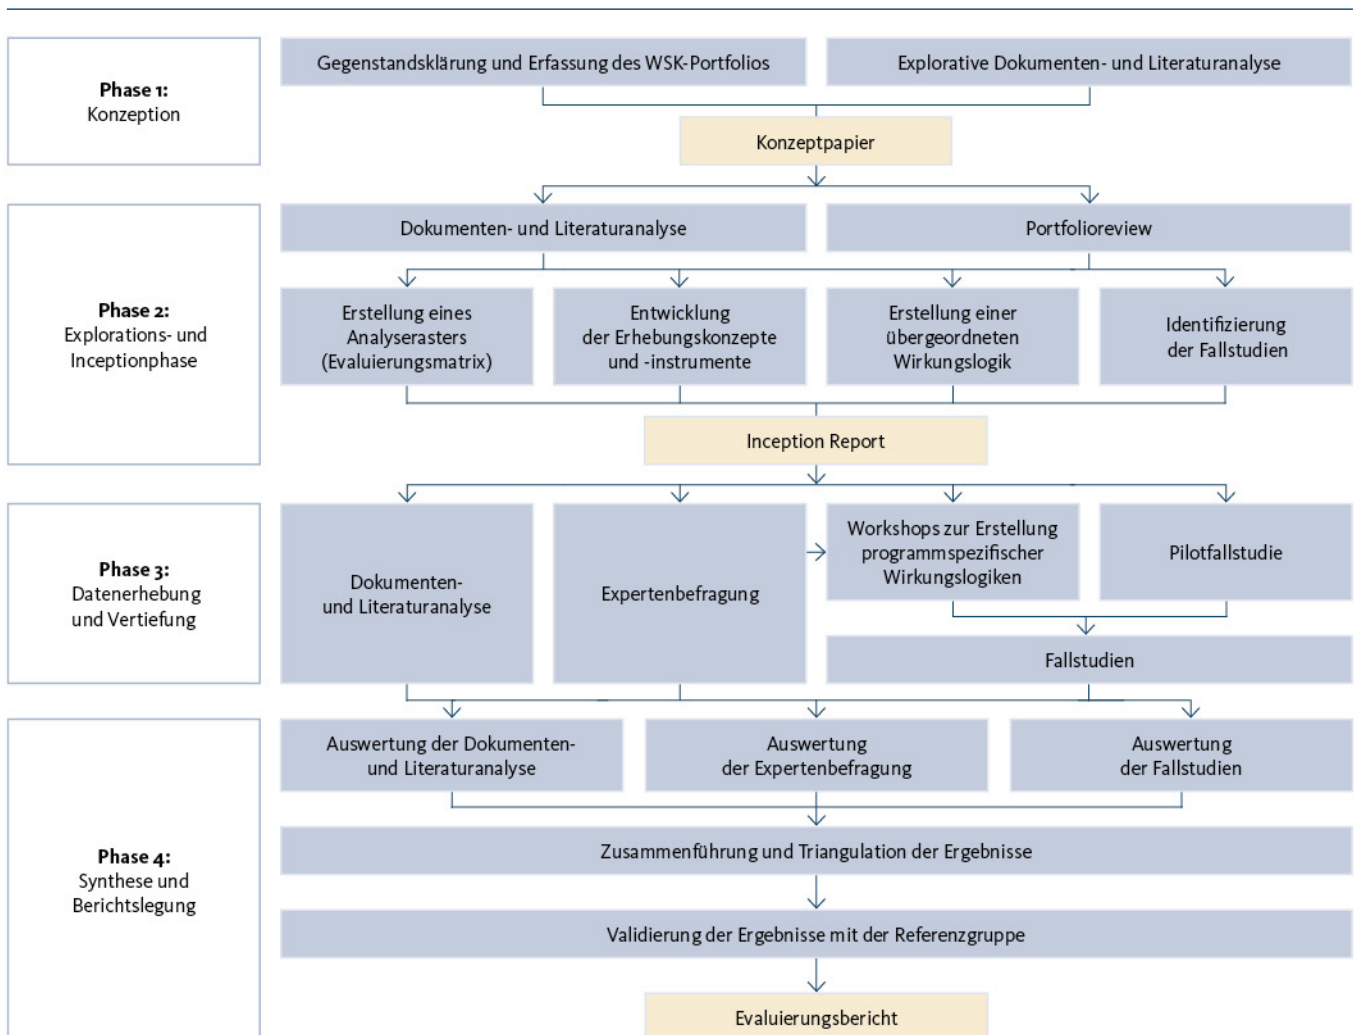 Phase 1:
Konzeption
Gegenstandsklärung und Erfassung des WSK-Portfolios
Explorative Dokumenten- und Literaturanalyse
Konzeptpapier
Phase 2:
Explorations- und
Inceptionphase
Dokumenten- und Literaturanalyse
Portfolioreview
Erstellung eines
Analyserasters
(Evaluierungsmatrix)
Entwicklung
der Erhebungskonzepte
und -instrumente
Erstellung einer
übergeordneten
Wirkungslogik
Identifizierung
der Fallstudien
Inception Report
Phase 3:
Datenerhebung
und Vertiefung
Dokumenten-
und Literaturanalyse
Expertenbefragung
Workshops zur Erstellung
programmspezifischer
Wirkungslogiken
Pilotfallstudie
Fallstudien
Phase 4:
Synthese und
Berichtslegung
Auswertung der Dokumenten-
und Literaturanalyse
Auswertung
der Expertenbefragung
Auswertung
der Fallstudien
Zusammenführung und Triangulation der Ergebnisse
Validierung der Ergebnisse mit der Referenzgruppe
Evaluierungsbericht